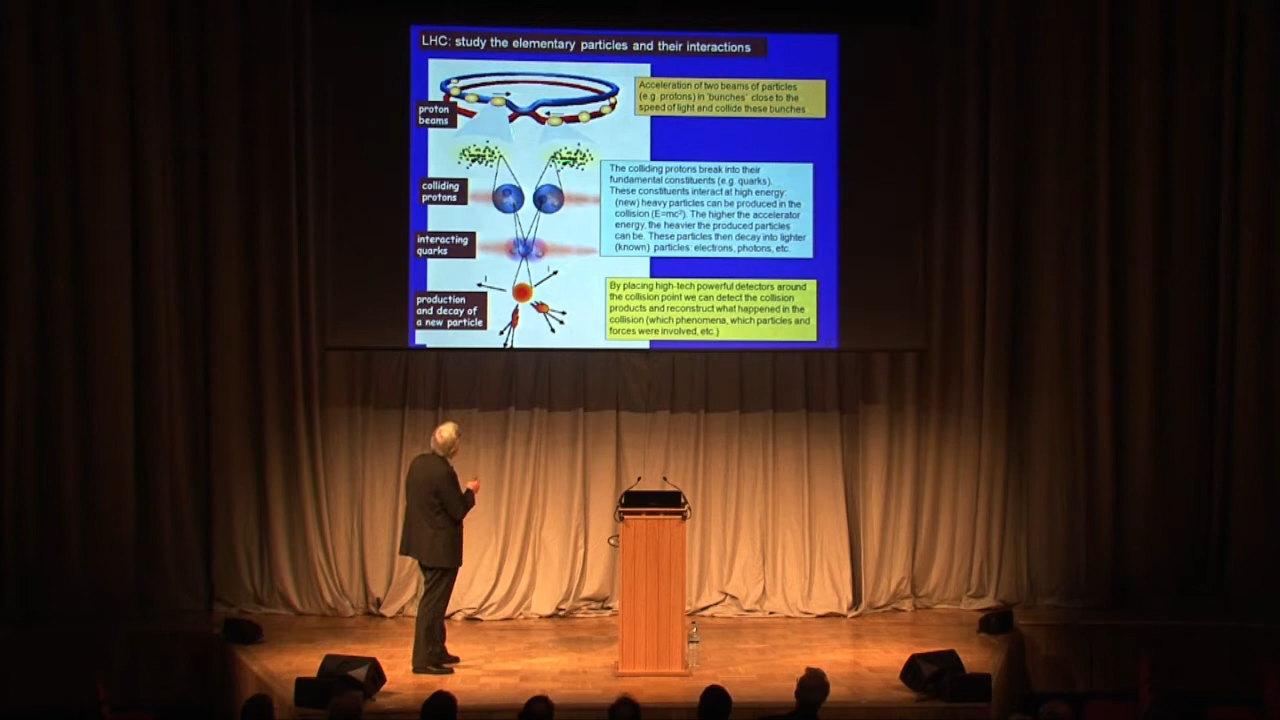 LHC: study the elementary particles and their interactions
proton
beams
Acceleration of two beams of particles
(e.g. protons) in 'bunches' close to the
speed of light and collide these bunches
colliding
protons
The colliding protons break into their
fundamental constituents (e.g. quarks).
These constituents interact at high energy:
(new) heavy particles can be produced in the
collision (E=mc²). The higher the accelerator
energy, the heavier the produced particles
can be. These particles then decay into lighter
(known) particles: electrons, photons, etc.
interacting
quarks
production
and decay of
a new particle
By placing high-tech powerful detectors around
the collision point we can detect the collision
products and reconstruct what happened in the
collision (which phenomena, which particles and
forces were involved, etc.)